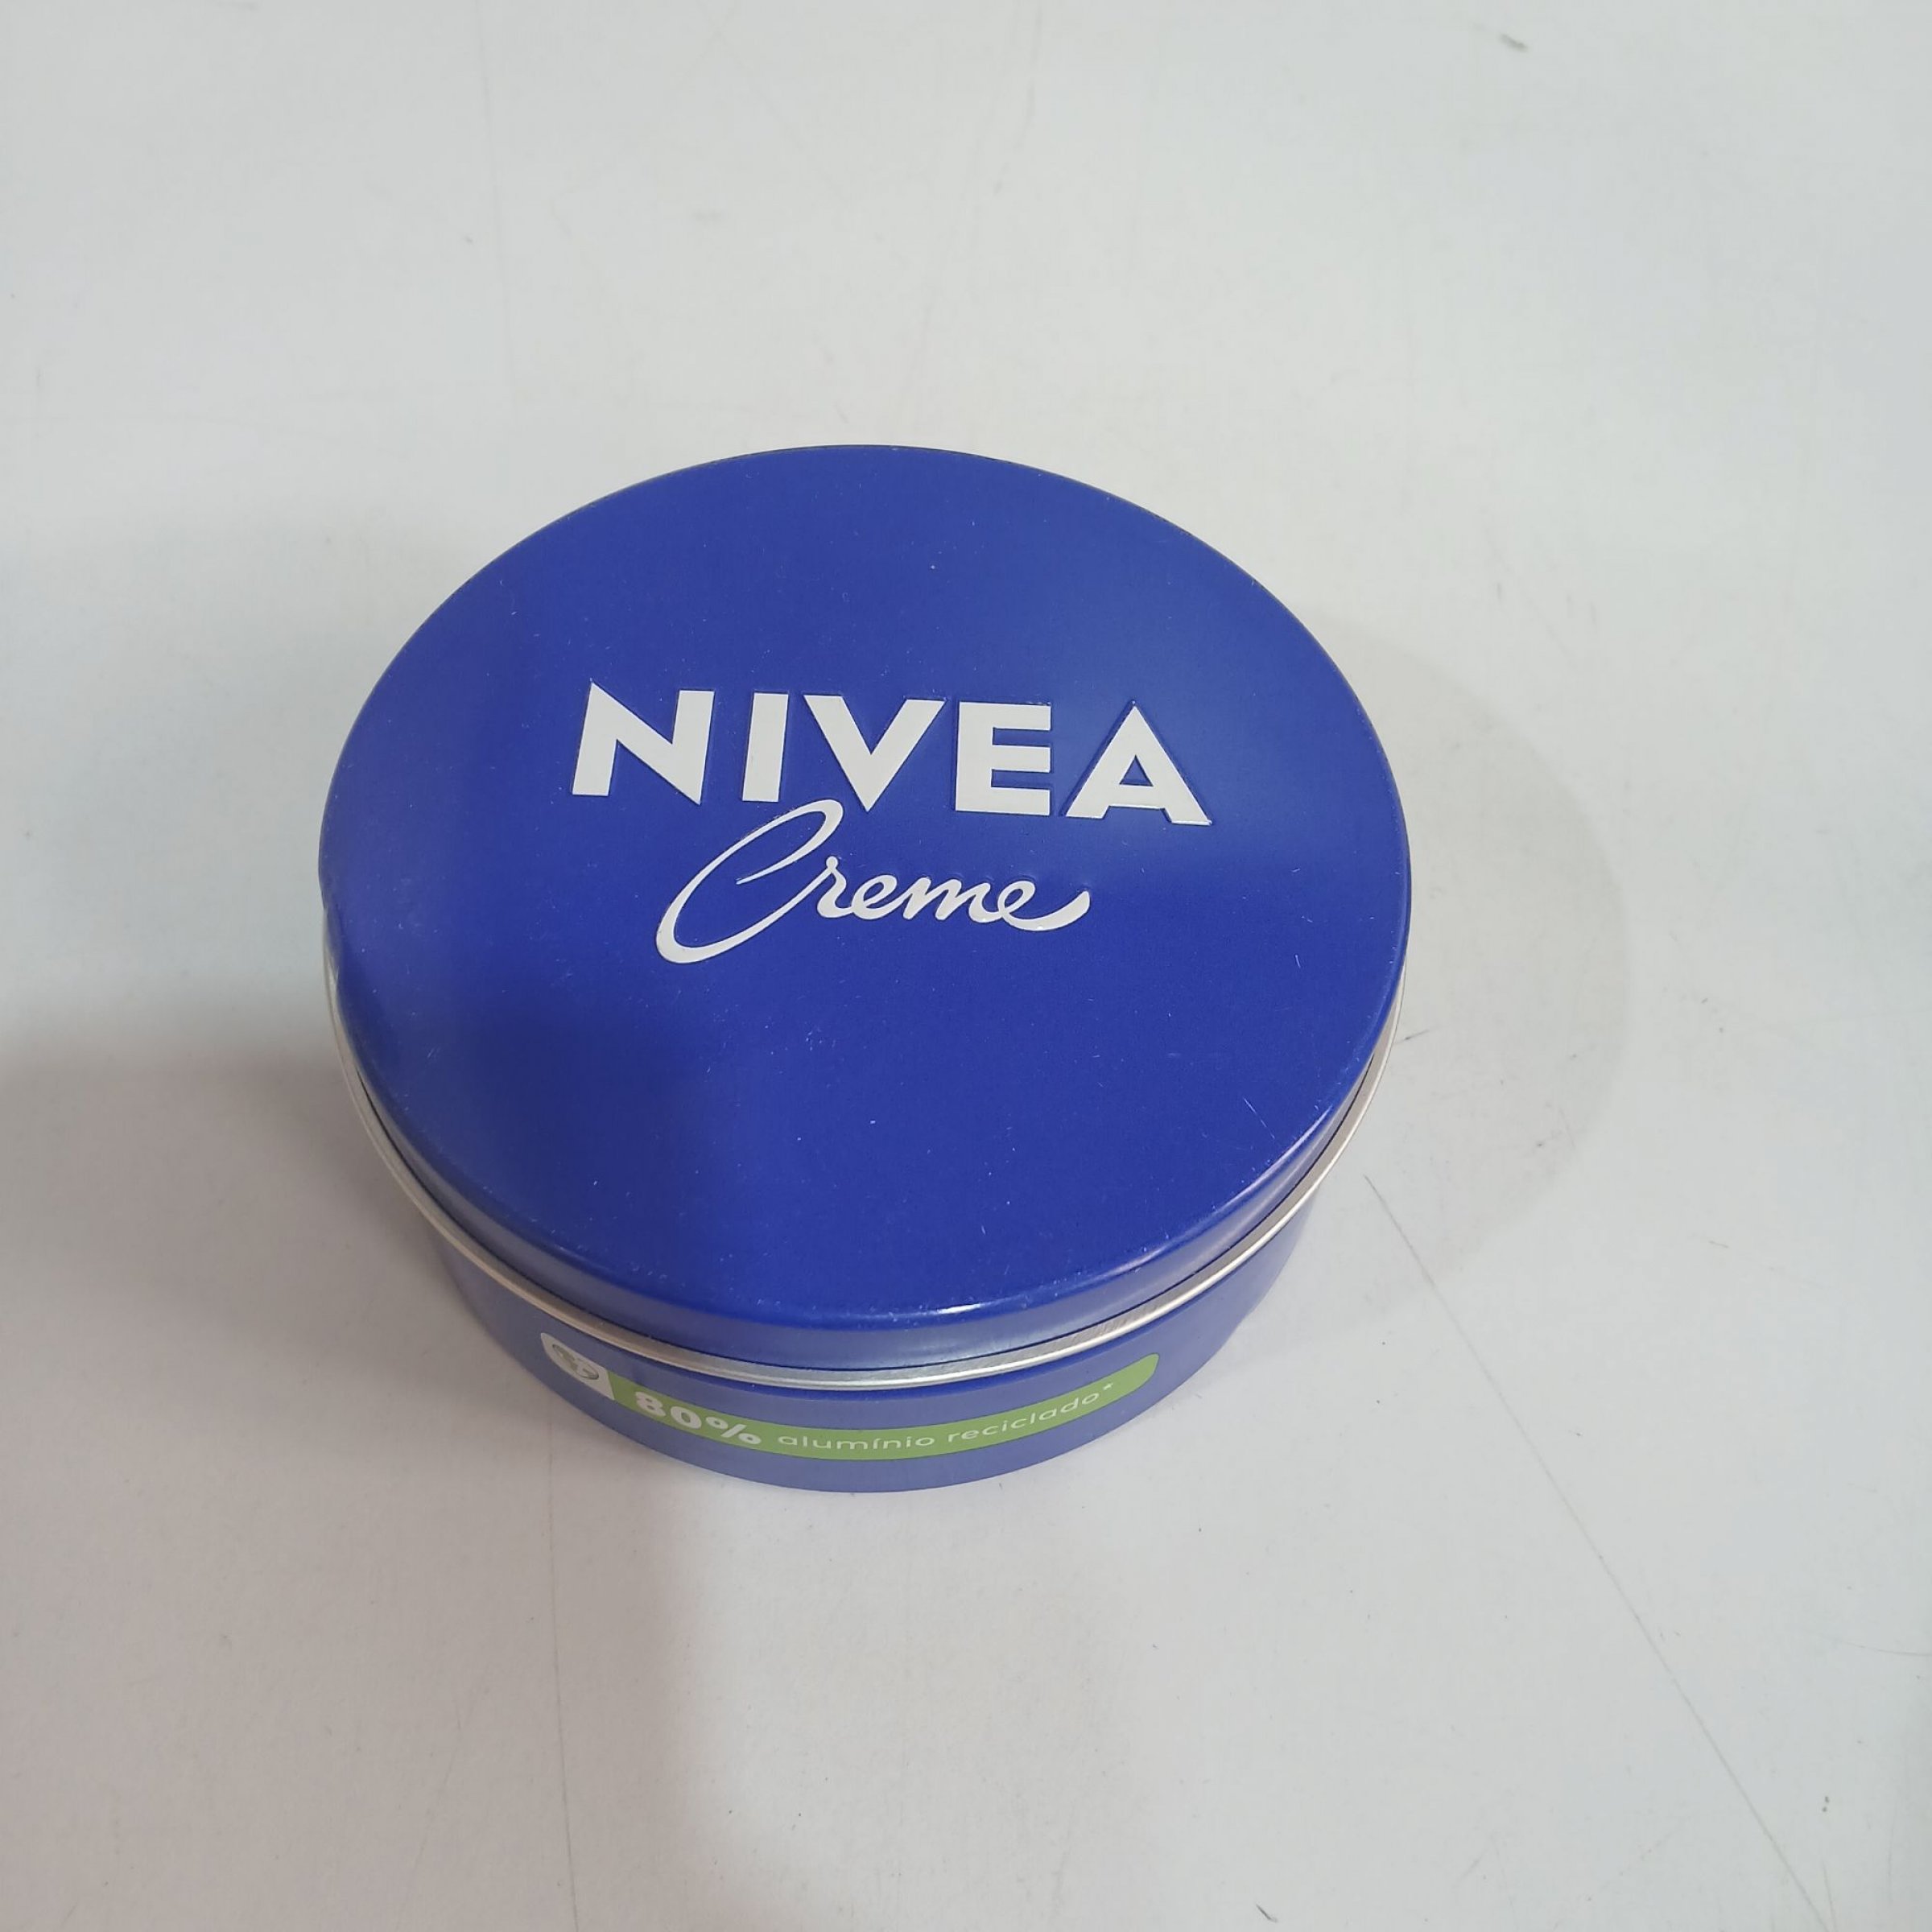 NIVEA
Creme
80% alumínio reciclado*